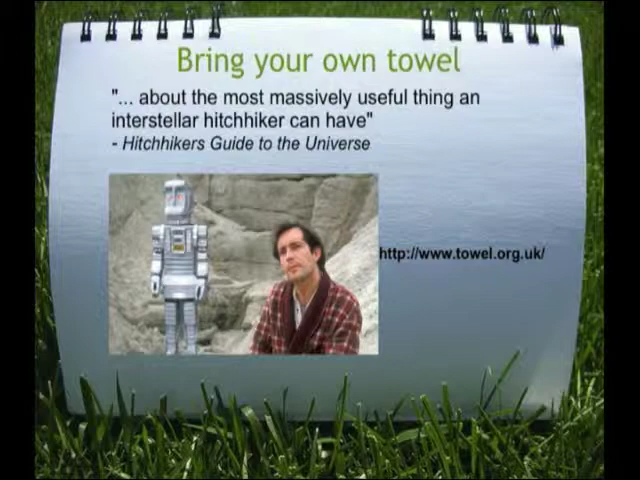 Bring your own towel
"... about the most massively useful thing an
interstellar hitchhiker can have"
- Hitchhikers Guide to the Universe
http://www.towel.org.uk/